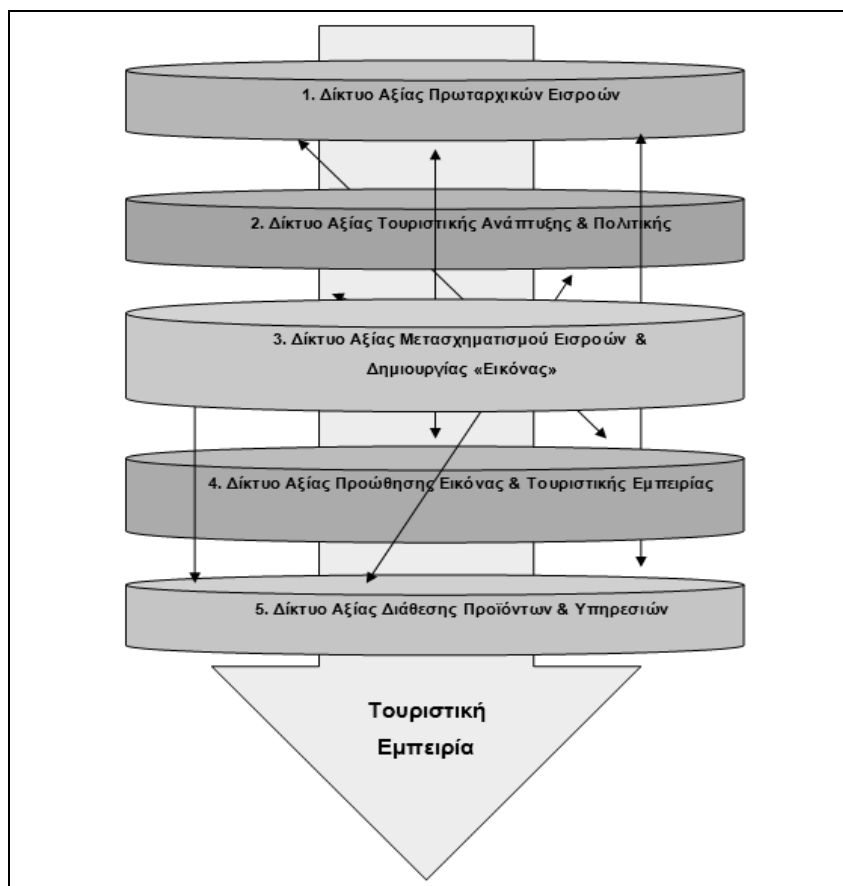 1. Δίκτυο Αξίας Πρωταρχικών Εισροών
2. Δίκτυο Αξίας Τουριστικής Ανάπτυξης & Πολιτικής
3. Δίκτυο Αξίας Μετασχηματισμού Εισροών &
Δημιουργίας «Εικόνας»
4. Δίκτυο Αξίας Προώθησης Εικόνας & Τουριστικής Εμπειρίας
5. Δίκτυο Αξίας Διάθεσης Προϊόντων & Υπηρεσιών
Τουριστική
Εμπειρία